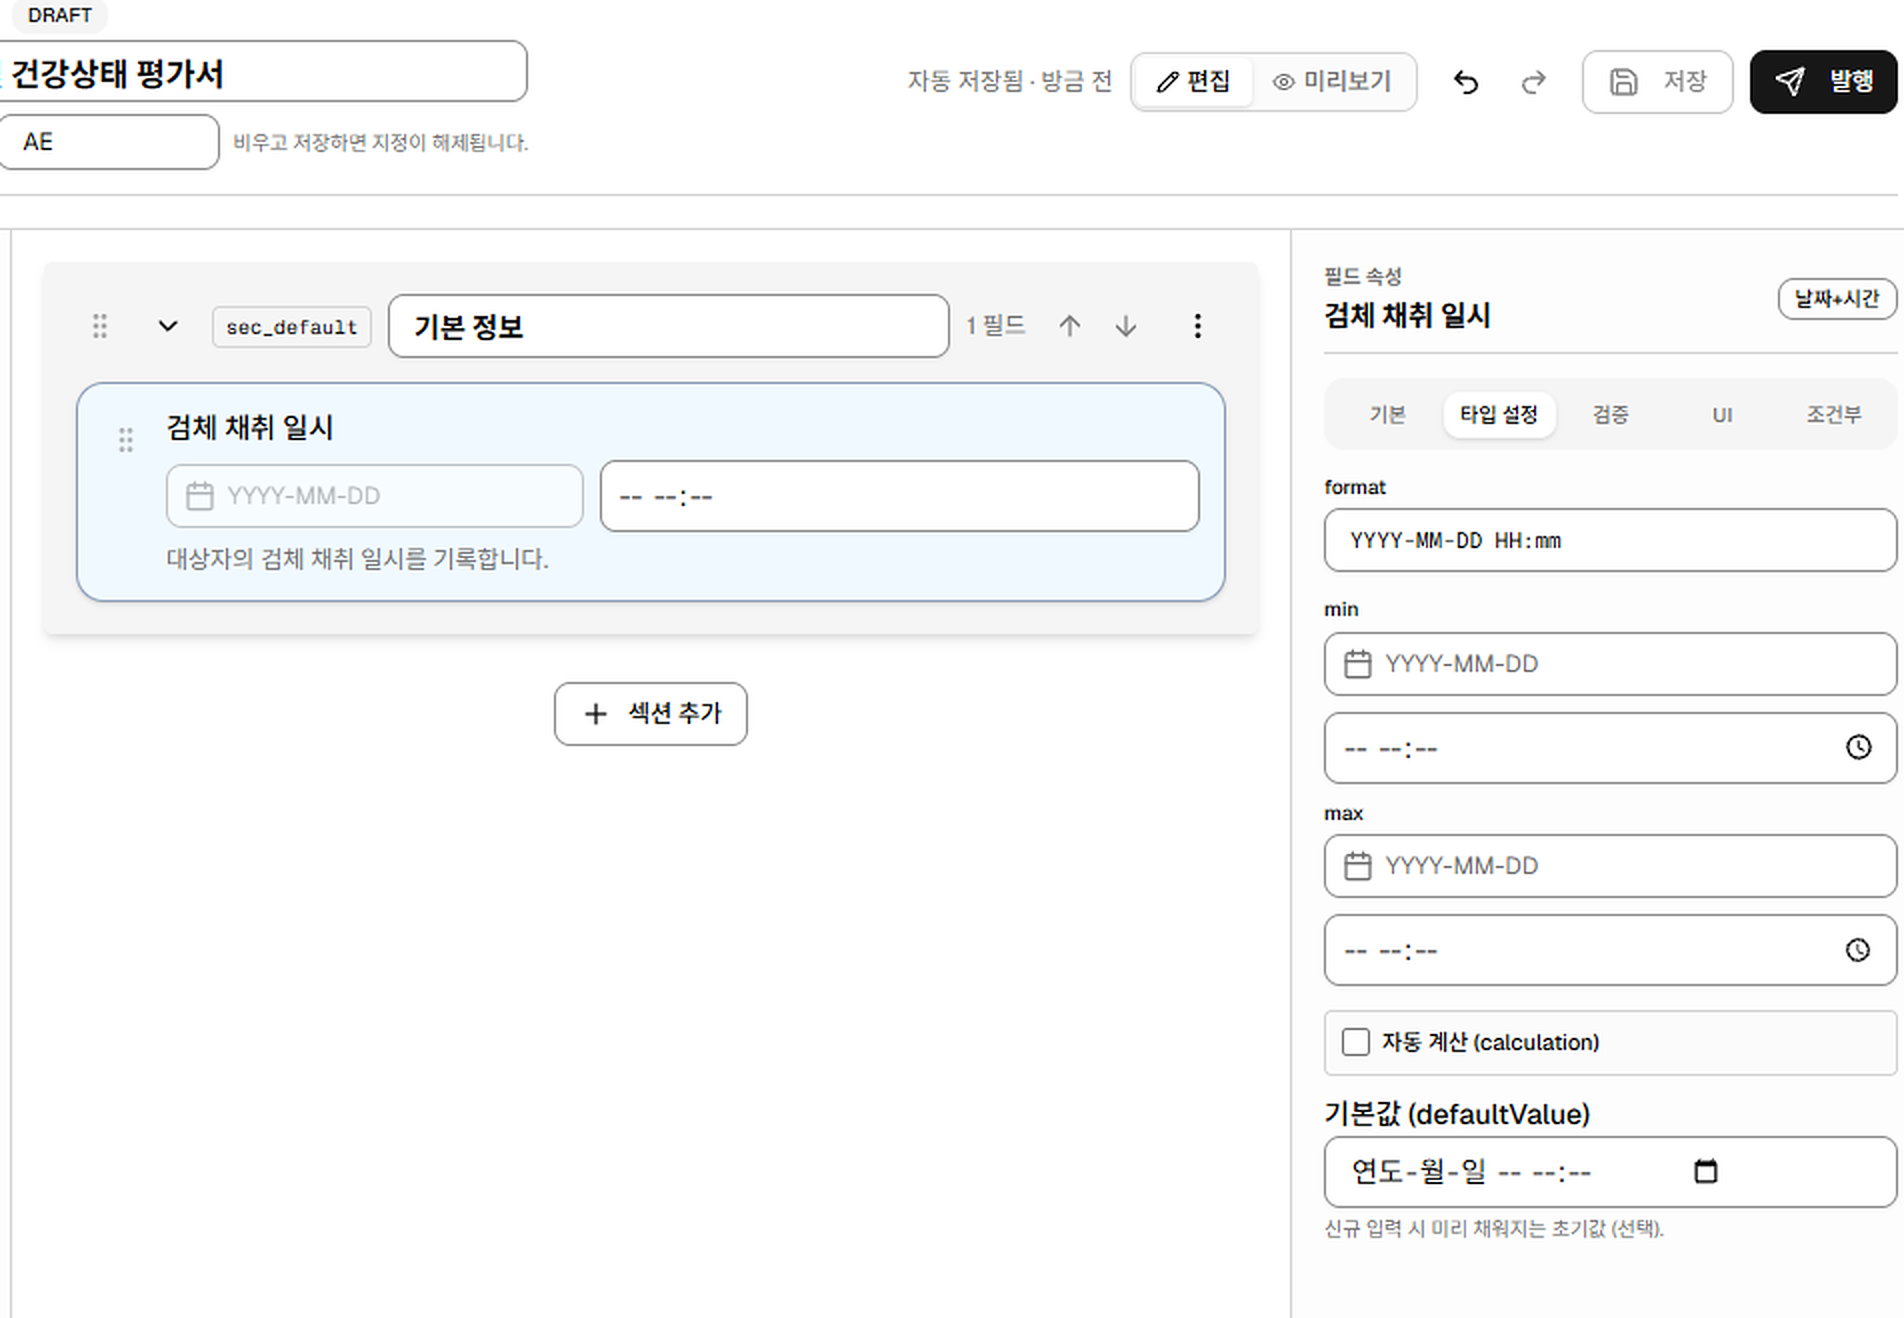 DRAFT
건강상태 평가서
자동 저장됨 · 방금 전
편집
미리보기
저장
발행
AE
비우고 저장하면 지정이 해제됩니다.
sec_default
기본 정보
1 필드
검체 채취 일시
YYYY-MM-DD
-- --:--
대상자의 검체 채취 일시를 기록합니다.
섹션 추가
필드 속성
검체 채취 일시
날짜+시간
기본
타입 설정
검증
UI
조건부
format
YYYY-MM-DD HH:mm
min
YYYY-MM-DD
-- --:--
max
YYYY-MM-DD
-- --:--
자동 계산 (calculation)
기본값 (defaultValue)
연도-월-일 -- --:--
신규 입력 시 미리 채워지는 초기값 (선택).